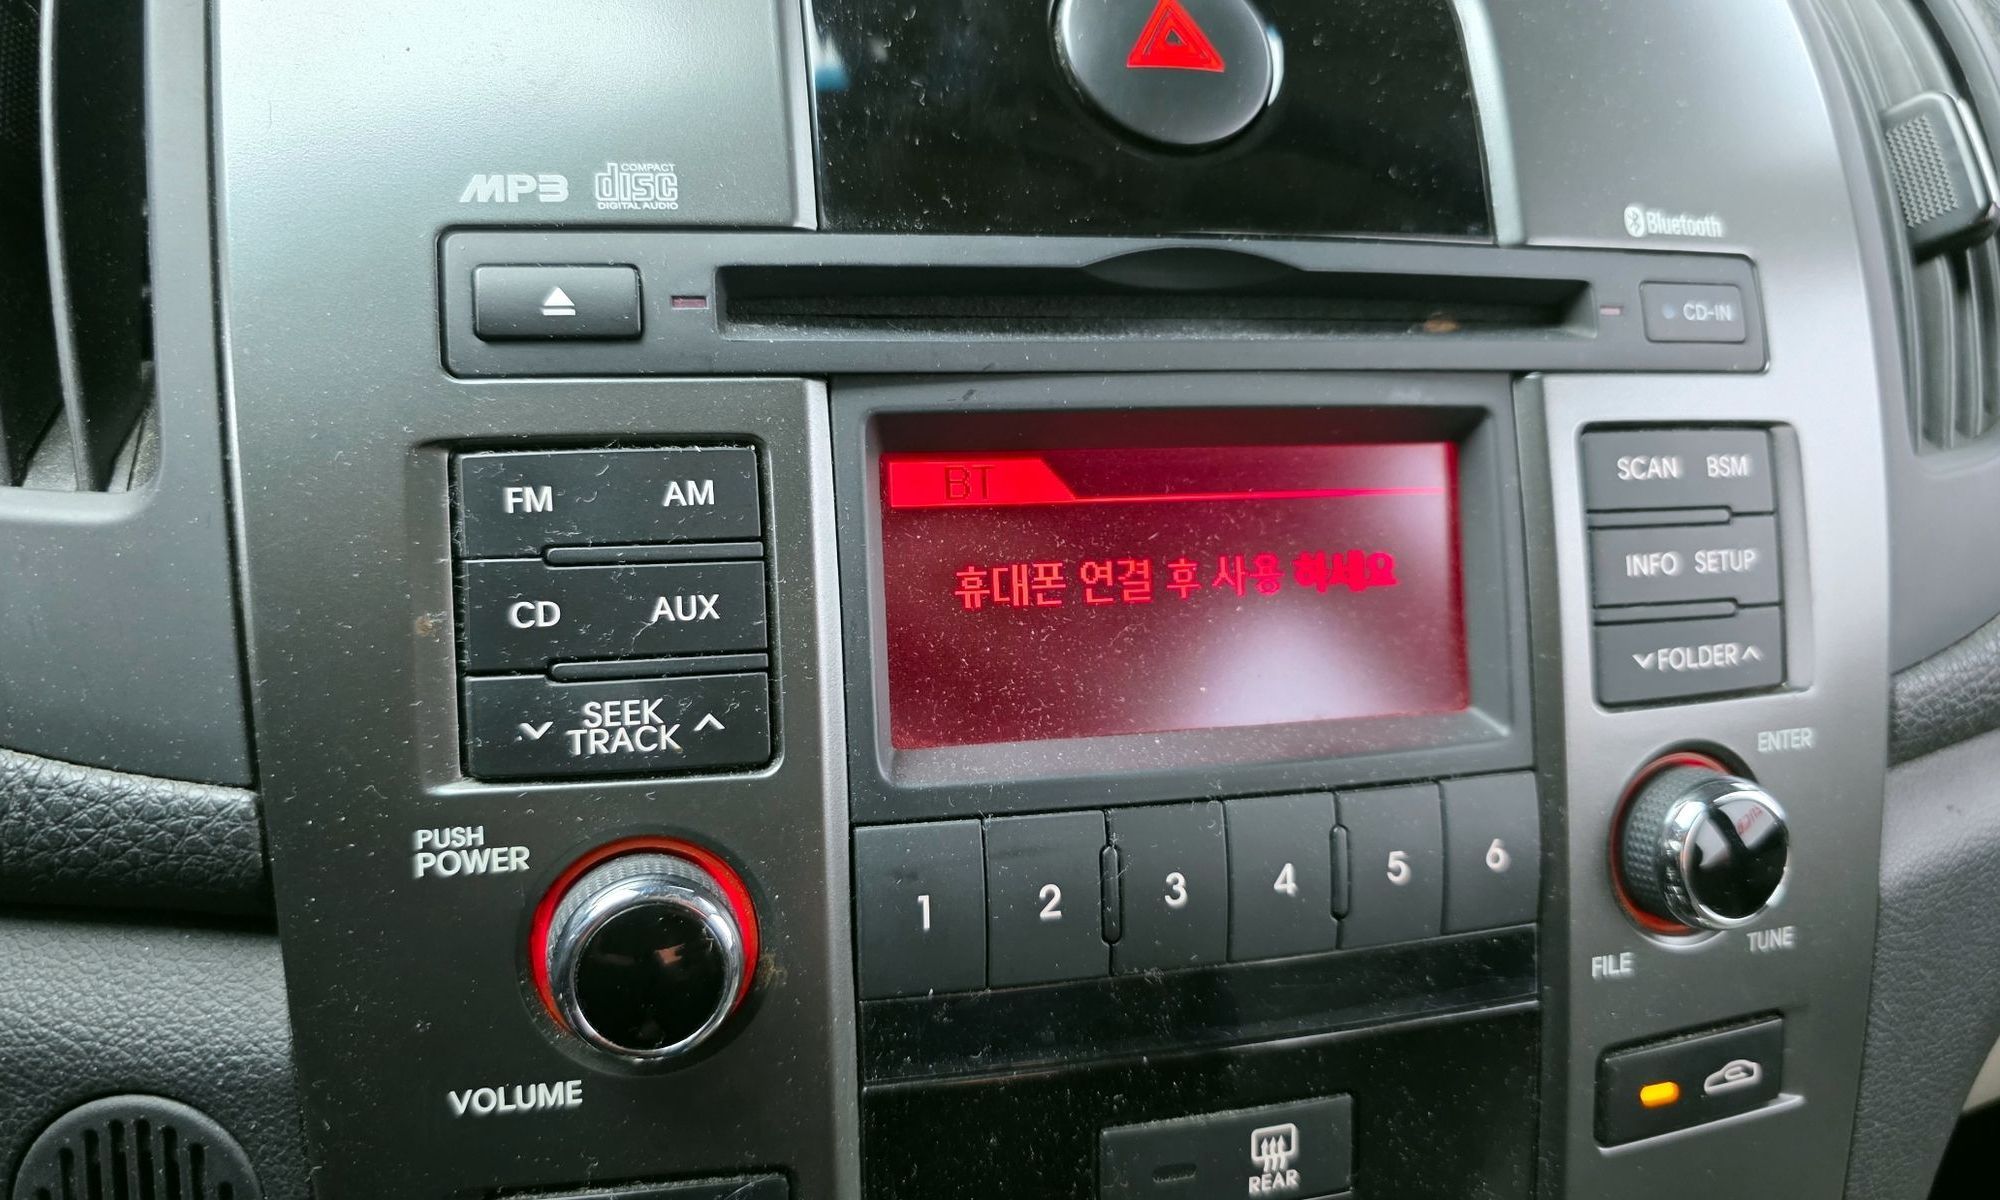 MP3 COMPACT disc DIGITAL AUDIO
Bluetooth
CD-IN
FM AM
CD AUX
SEEK
TRACK
BT
휴대폰 연결 후 사용 하세요
SCAN BSM
INFO SETUP
FOLDER
PUSH
POWER
VOLUME
1 2 3 4 5 6
ENTER
TUNE
FILE
REAR